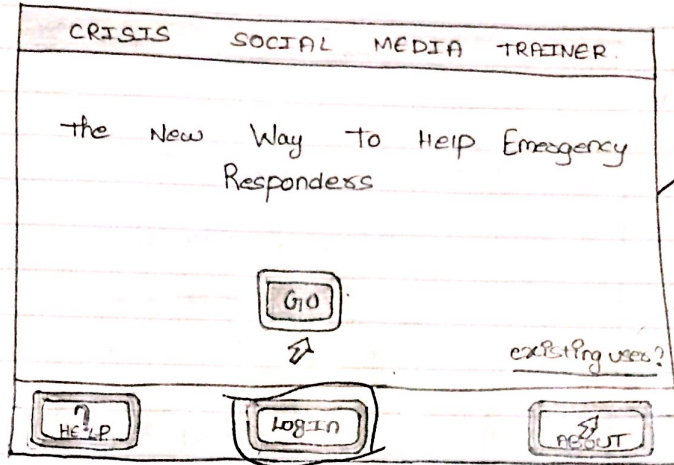 CRISIS SOCIAL MEDIA TRAINER.
The New Way To Help Emergency
Responders
GO
existing user?
?
HELP
LogIn
ABOUT